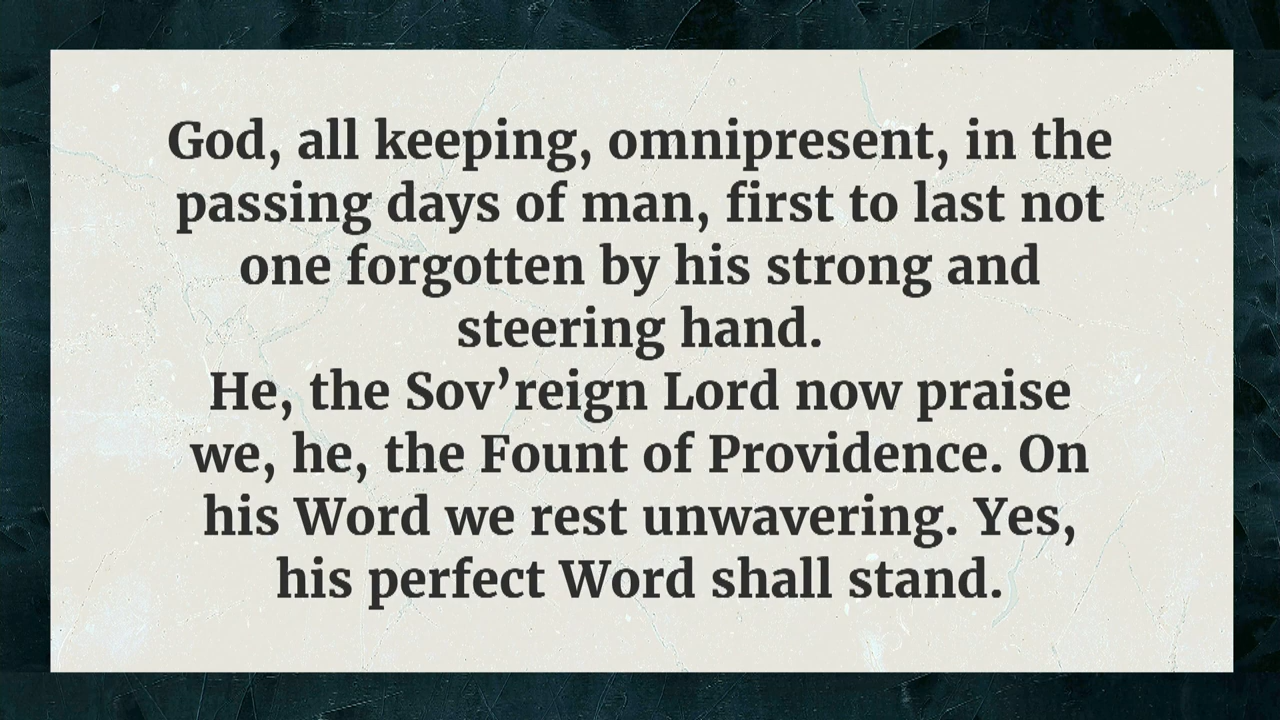 God, all keeping, omnipresent, in the
passing days of man, first to last not
one forgotten by his strong and
steering hand.
He, the Sov’reign Lord now praise
we, he, the Fount of Providence. On
his Word we rest unwavering. Yes,
his perfect Word shall stand.